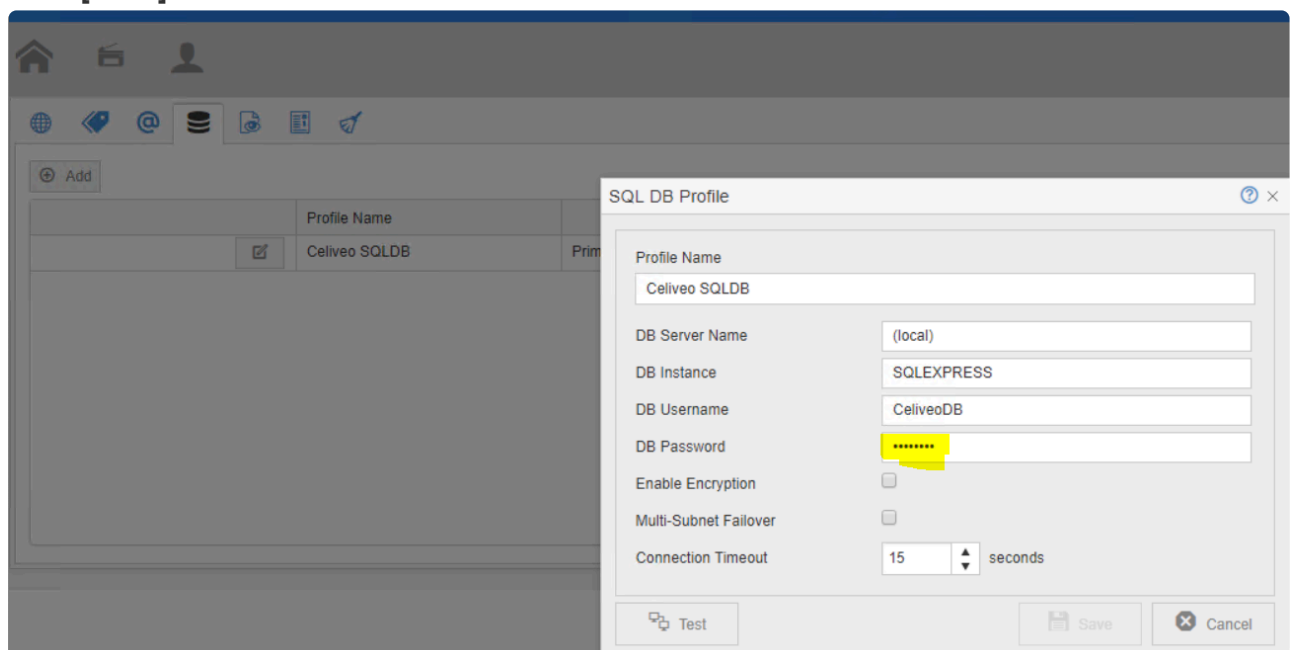 Add
Profile Name
Celiveo SQLDB Prim
SQL DB Profile
Profile Name
Celiveo SQLDB
DB Server Name (local)
DB Instance SQLEXPRESS
DB Username CeliveoDB
DB Password ••••••••
Enable Encryption
Multi-Subnet Failover
Connection Timeout 15 seconds
Test Save Cancel